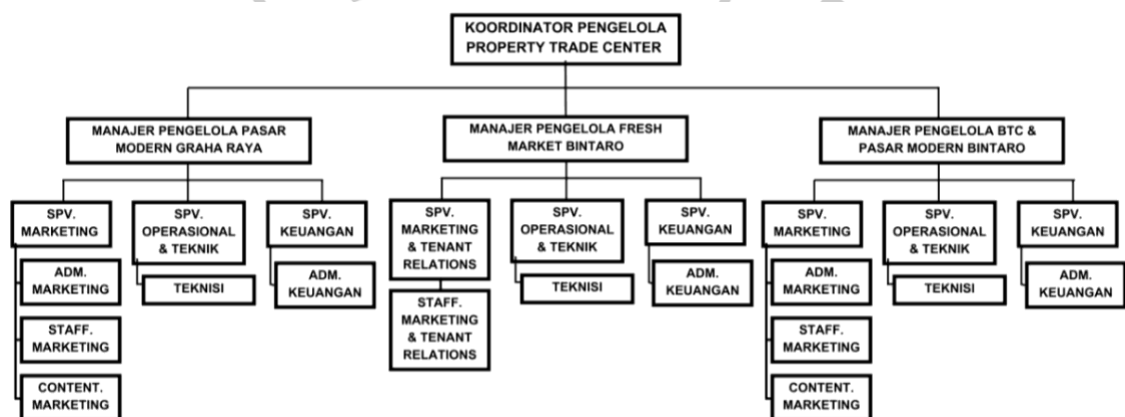 KOORDINATOR PENGELOLA
PROPERTY TRADE CENTER
MANAJER PENGELOLA PASAR
MODERN GRAHA RAYA
MANAJER PENGELOLA FRESH
MARKET BINTARO
MANAJER PENGELOLA BTC &
PASAR MODERN BINTARO
SPV.
MARKETING
SPV.
OPERASIONAL
& TEKNIK
SPV.
KEUANGAN
ADM.
MARKETING
TEKNISI
ADM.
KEUANGAN
STAFF.
MARKETING
CONTENT.
MARKETING
SPV.
MARKETING
& TENANT
RELATIONS
SPV.
OPERASIONAL
& TEKNIK
SPV.
KEUANGAN
STAFF.
MARKETING
& TENANT
RELATIONS
TEKNISI
ADM.
KEUANGAN
SPV.
MARKETING
SPV.
OPERASIONAL
& TEKNIK
SPV.
KEUANGAN
ADM.
MARKETING
TEKNISI
ADM.
KEUANGAN
STAFF.
MARKETING
CONTENT.
MARKETING